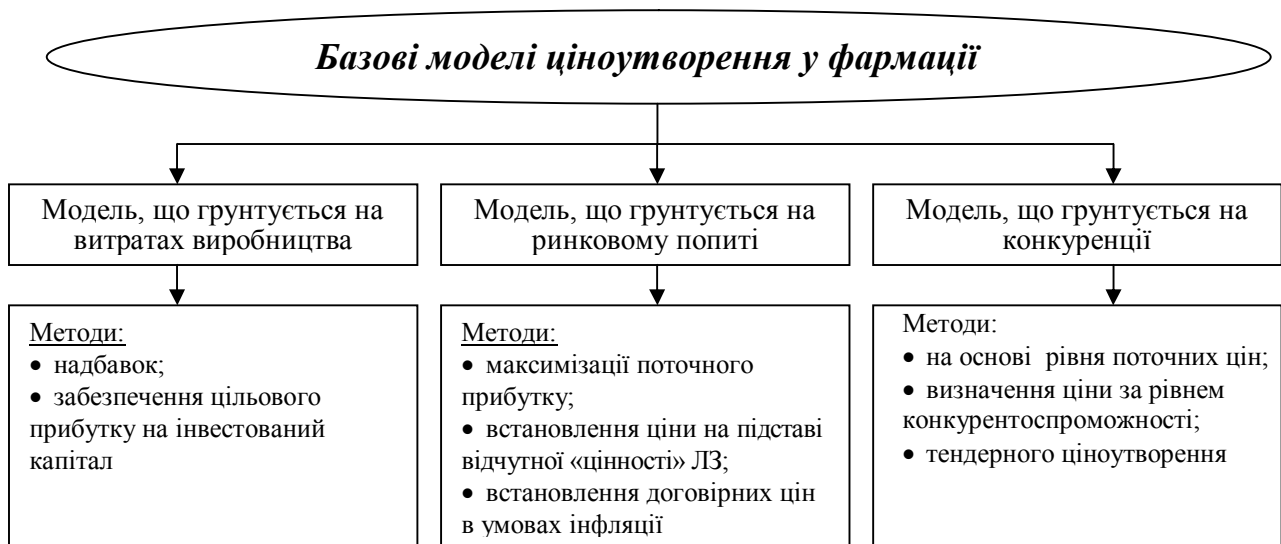 Базові моделі ціноутворення у фармації
Модель, що грунтується на
витратах виробництва
Модель, що грунтується на
ринковому попиті
Модель, що грунтується на
конкуренції
Методи:
• надбавок;
• забезпечення цільового
прибутку на інвестований
капітал
Методи:
• максимізації поточного
прибутку;
• встановлення ціни на підставі
відчутної «цінності» ЛЗ;
• встановлення договірних цін
в умовах інфляції
Методи:
• на основі рівня поточних цін;
• визначення ціни за рівнем
конкурентоспроможності;
• тендерного ціноутворення